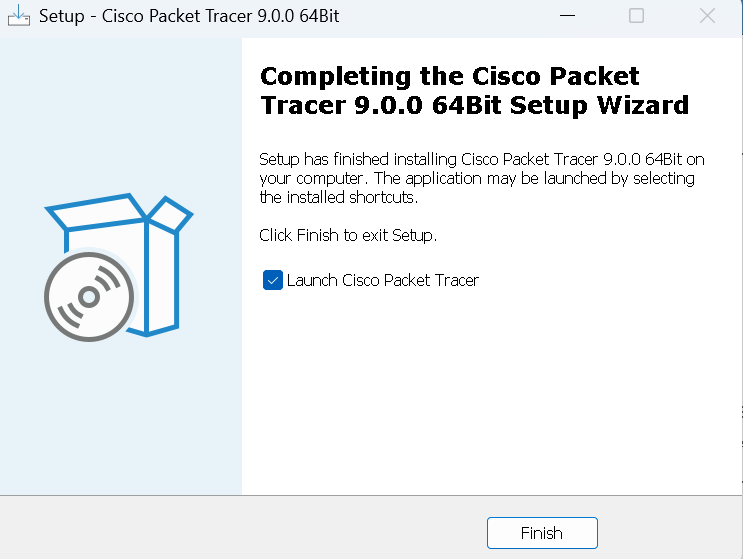 Setup - Cisco Packet Tracer 9.0.0 64Bit
Completing the Cisco Packet
Tracer 9.0.0 64Bit Setup Wizard
Setup has finished installing Cisco Packet Tracer 9.0.0 64Bit on
your computer. The application may be launched by selecting
the installed shortcuts.
Click Finish to exit Setup.
Launch Cisco Packet Tracer
Finish